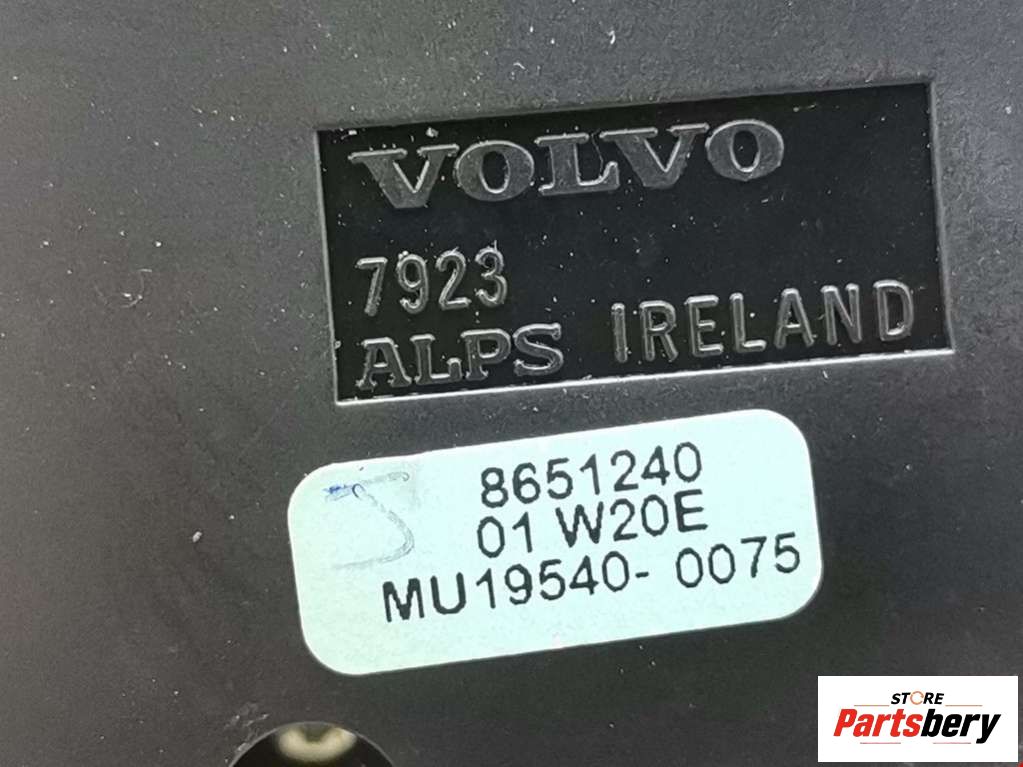 VOLVO
7923
ALPS IRELAND
8651240
01 W20E
MU19540- 0075
STORE
Partsbery